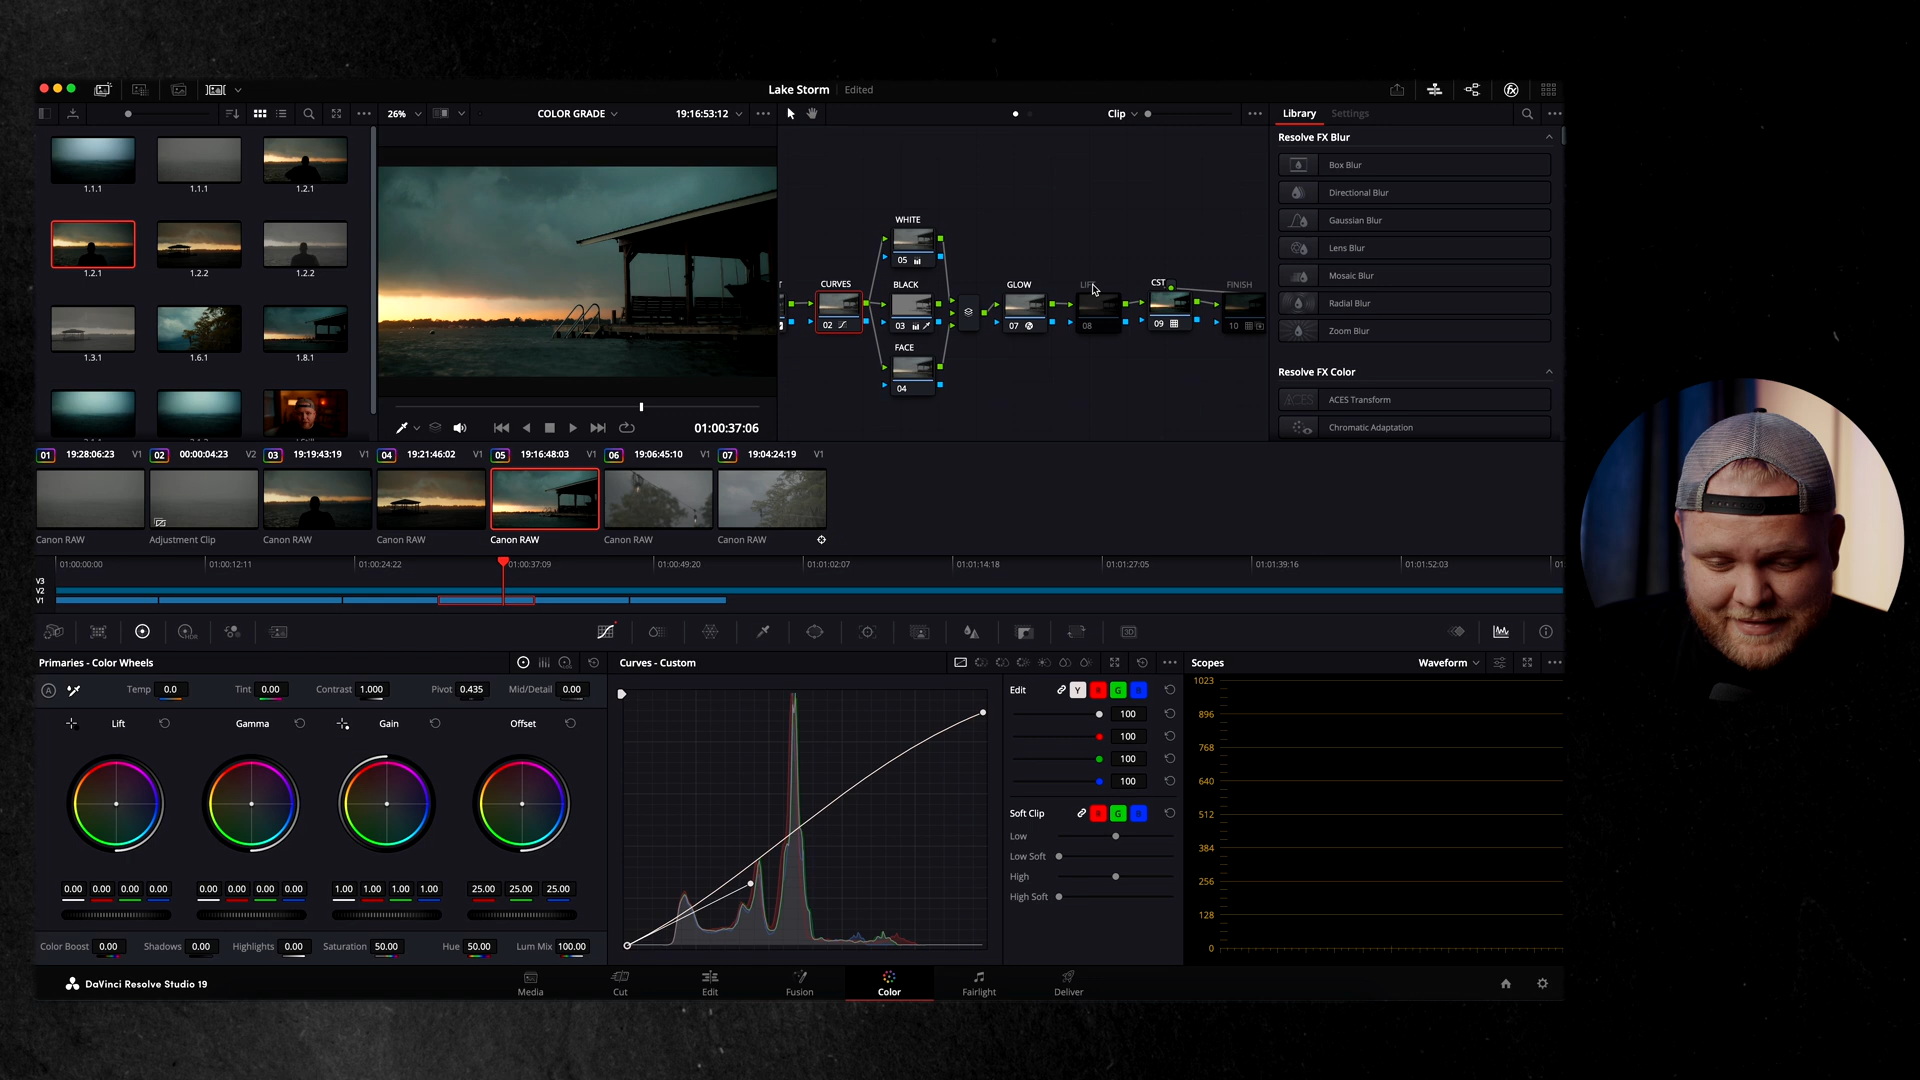 Lake Storm Edited
26% COLOR GRADE 19:16:53:12 Clip Library Settings
Resolve FX Blur
Box Blur
Directional Blur
Gaussian Blur
Lens Blur
Mosaic Blur
Radial Blur
Zoom Blur
Resolve FX Color
ACES ACES Transform
Chromatic Adaptation
1.1.1 1.1.1 1.2.1
1.2.1 1.2.2 1.2.2
1.3.1 1.6.1 1.8.1
WHITE
05
CURVES BLACK GLOW CST FINISH
02 03 07 08 09 10
FACE
04
01:00:37:06
01 19:28:06:23 V1 02 00:00:04:23 V2 03 19:19:43:19 V1 04 19:21:46:02 V1 05 19:16:48:03 V1 06 19:06:45:10 V1 07 19:04:24:19 V1
Canon RAW Adjustment Clip Canon RAW Canon RAW Canon RAW Canon RAW Canon RAW
01:00:00:00 01:00:12:11 01:00:24:22 01:00:37:09 01:00:49:20 01:01:02:07 01:01:14:18 01:01:27:05 01:01:39:16 01:01:52:03
V3
V2
V1
HDR
3D
Primaries - Color Wheels
A Temp 0.0 Tint 0.00 Contrast 1.000 Pivot 0.435 Mid/Detail 0.00
Lift Gamma Gain Offset
0.00 0.00 0.00 0.00 0.00 0.00 0.00 0.00 1.00 1.00 1.00 1.00 25.00 25.00 25.00
Color Boost 0.00 Shadows 0.00 Highlights 0.00 Saturation 50.00 Hue 50.00 Lum Mix 100.00
Curves - Custom
Edit Y R G B
100
100
100
100
Soft Clip R G B
Low
Low Soft
High
High Soft
Scopes Waveform
1023
896
768
640
512
384
256
128
0
DaVinci Resolve Studio 19
Media Cut Edit Fusion Color Fairlight Deliver